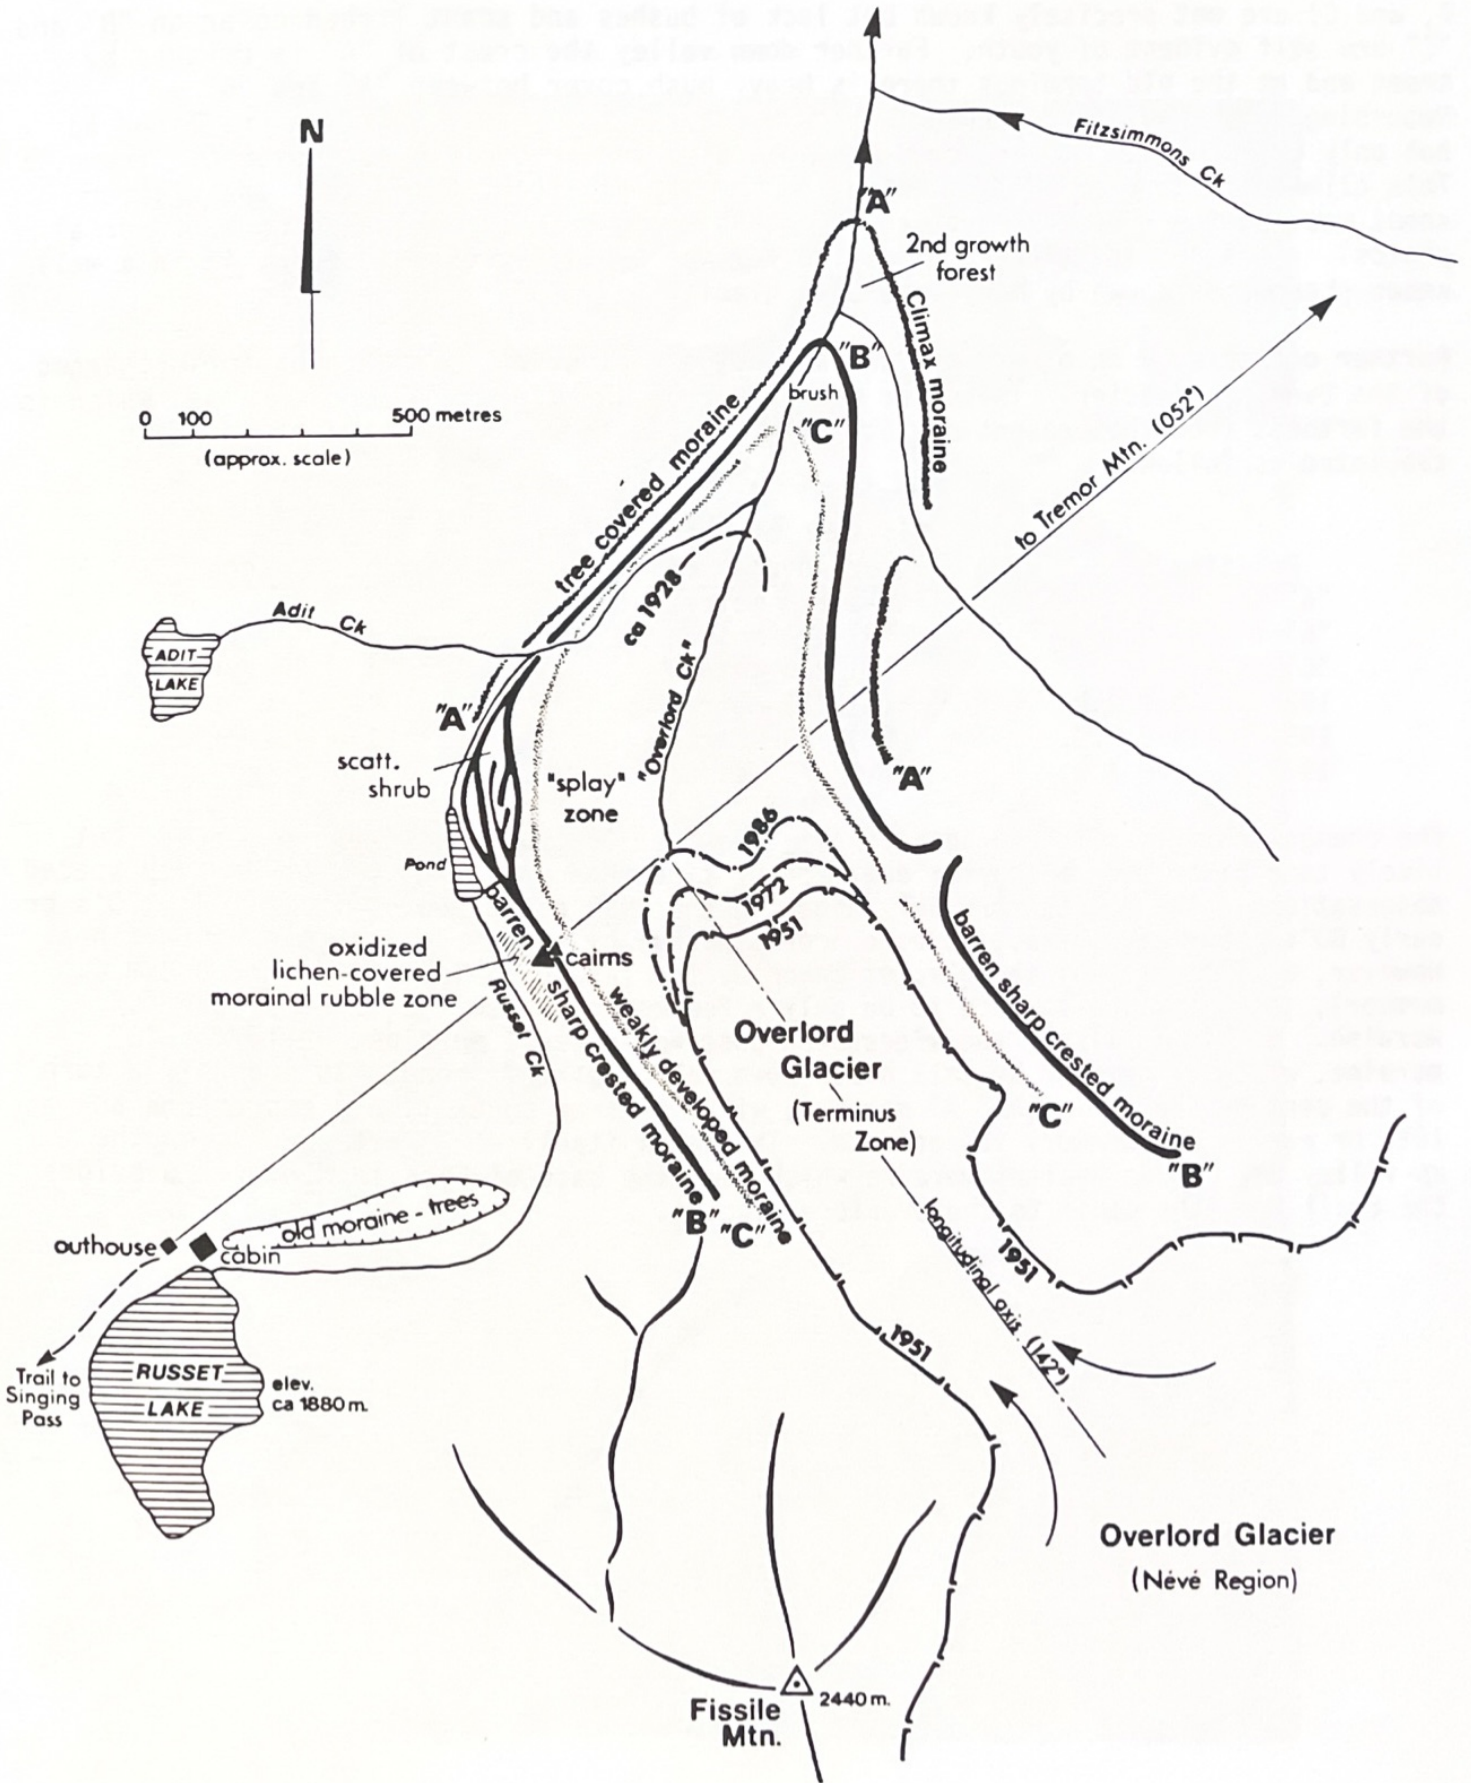 N
Fitzsimmons Ck
"A"
2nd growth
forest
Climax moraine
"B"
brush
"C"
to Tremor Mtn. (052°)
0 100 500 metres
(approx. scale)
tree covered moraine
ca 1928
Adit Ck
ADIT
LAKE
"Overlord Ck"
"A"
scatt.
shrub
"splay"
zone
"A"
Pond
1986
1972
1951
barren sharp crested moraine
oxidized
lichen-covered
morainal rubble zone
cairns
Russet Ck
weakly developed moraine
barren sharp crested moraine
Overlord
Glacier
(Terminus
Zone)
"C"
"B"
"B" "C"
old moraine - trees
outhouse
cabin
longitudinal axis (142°)
1951
1951
Trail to
Singing
Pass
RUSSET
LAKE
elev.
ca 1880 m.
Overlord Glacier
(Névé Region)
Fissile
Mtn.
2440 m.